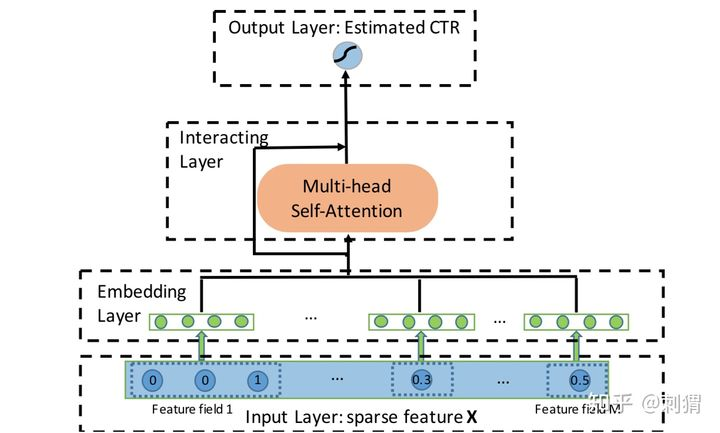 Output Layer: Estimated CTR
Interacting
Layer
Multi-head
Self-Attention
Embedding
Layer
...
...
0
0
1
...
0.3
...
0.5
Feature field 1
Feature field M
Input Layer: sparse feature X
知乎 @刺猬